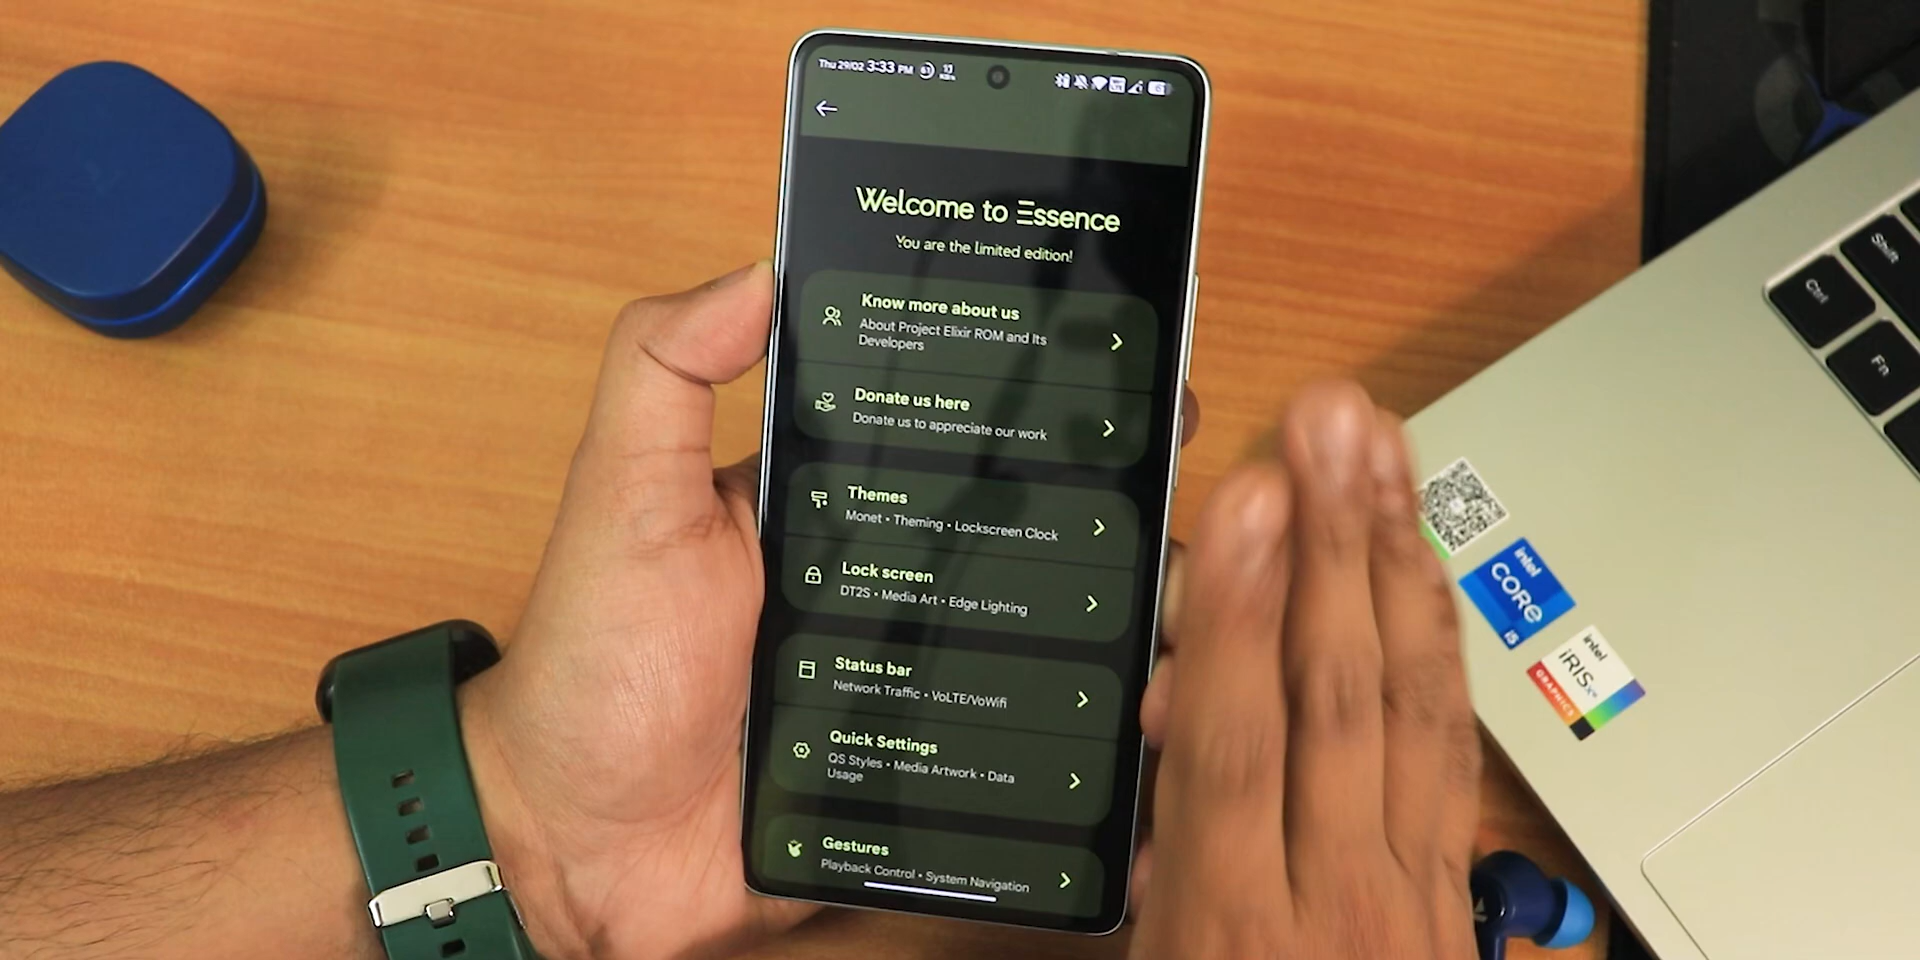 Thu 29/02 3:33 PM 61
Welcome to Essence
You are the limited edition!
Know more about us
About Project Elixir ROM and Its
Developers
Donate us here
Donate us to appreciate our work
Themes
Monet • Theming • Lockscreen Clock
Lock screen
DT2S • Media Art • Edge Lighting
Status bar
Network Traffic • VoLTE/VoWifi
Quick Settings
QS Styles • Media Artwork • Data
Usage
Gestures
Playback Control • System Navigation
Shift
Ctrl
Fn
intel
CORE
i5
intel
iRIS Xe
GRAPHICS